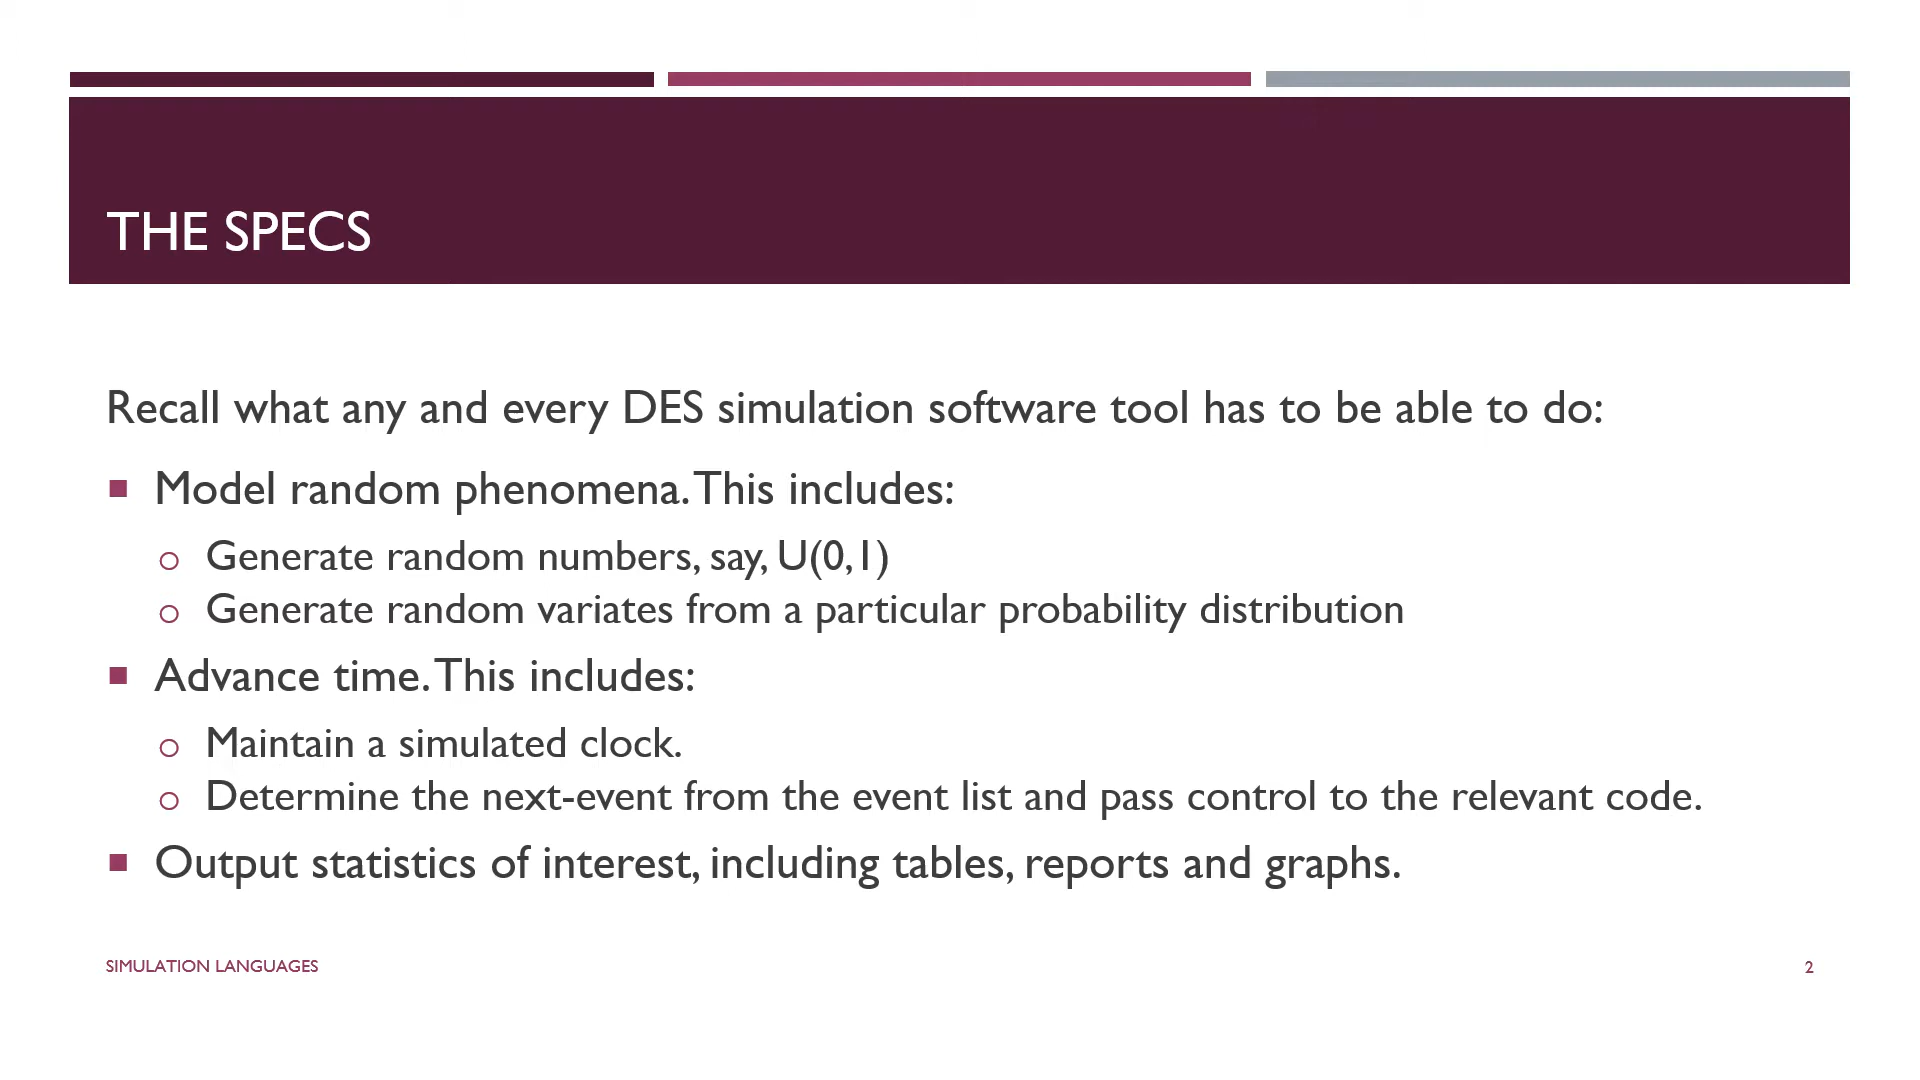 THE SPECS
Recall what any and every DES simulation software tool has to be able to do:
Model random phenomena. This includes:
Generate random numbers, say, U(0,1)
Generate random variates from a particular probability distribution
Advance time. This includes:
Maintain a simulated clock.
Determine the next-event from the event list and pass control to the relevant code.
Output statistics of interest, including tables, reports and graphs.
SIMULATION LANGUAGES
2